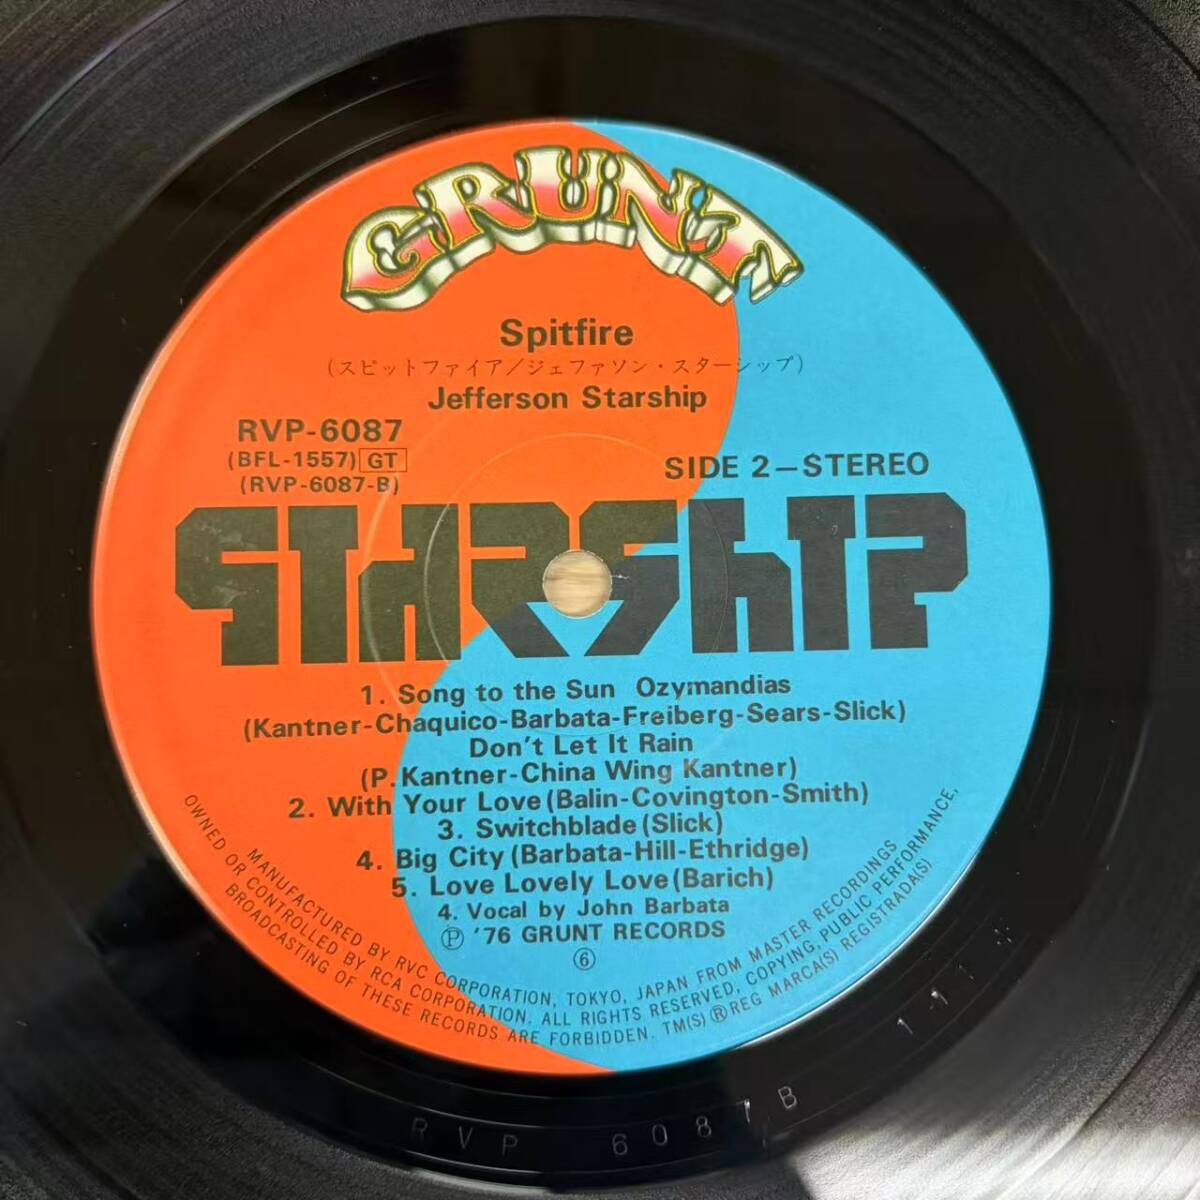 GRUNT
Spitfire
(スピットファイア/ジェファソン・スターシップ)
Jefferson Starship
RVP-6087
(BFL-1557) GT
(RVP-6087-B)
SIDE 2—STEREO
STARSHIP
1. Song to the Sun Ozymandias
(Kantner-Chaquico-Barbata-Freiberg-Sears-Slick)
Don't Let It Rain
(P. Kantner-China Wing Kantner)
2. With Your Love (Balin-Covington-Smith)
3. Switchblade (Slick)
4. Big City (Barbata-Hill-Ethridge)
5. Love Lovely Love (Barich)
4. Vocal by John Barbata
Ⓟ '76 GRUNT RECORDS
⑥
MANUFACTURED BY RVC CORPORATION, TOKYO, JAPAN FROM MASTER RECORDINGS
OWNED OR CONTROLLED BY RCA CORPORATION. ALL RIGHTS RESERVED, COPYING, PUBLIC PERFORMANCE,
BROADCASTING OF THESE RECORDS ARE FORBIDDEN. TM(S) ® REG MARCA(S) REGISTRADA(S)
RVP 6087B